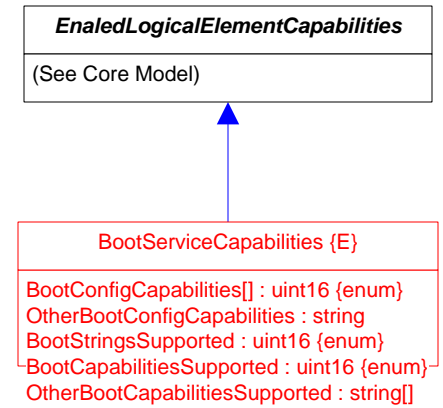 EnaledLogicalElementCapabilities
(See Core Model)
BootServiceCapabilities {E}
BootConfigCapabilities[] : uint16 {enum}
OtherBootConfigCapabilities : string
BootStringsSupported : uint16 {enum}
BootCapabilitiesSupported : uint16 {enum}
OtherBootCapabilitiesSupported : string[]